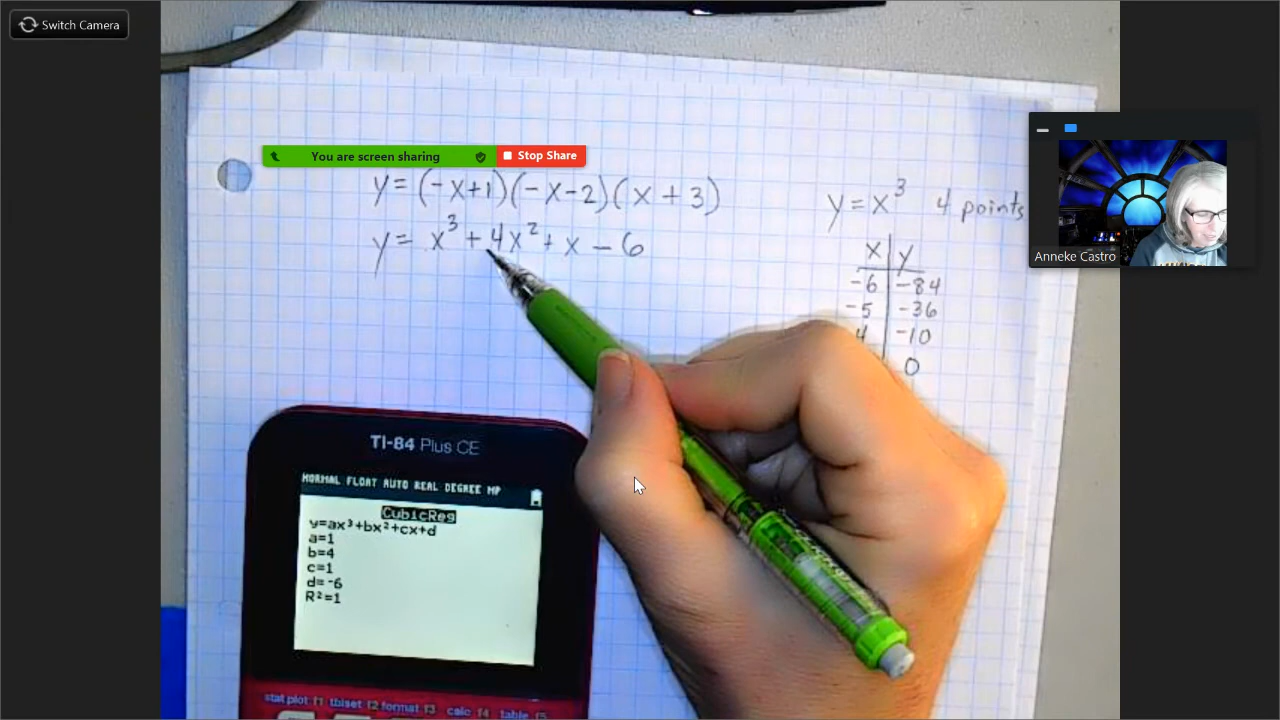 Switch Camera
You are screen sharing
Stop Share
y = (-x+1)(-x-2)(x+3)
y = x³ + 4x² + x - 6
y = x³ 4 points
x y
-6 -84
-5 -36
4 -10
0
Anneke Castro
TI-84 Plus CE
NORMAL FLOAT AUTO REAL DEGREE MP
CubicReg
y=ax³+bx²+cx+d
a=1
b=4
c=1
d=-6
R²=1
stat plot f1 tblset f2 format f3 calc f4 table f5